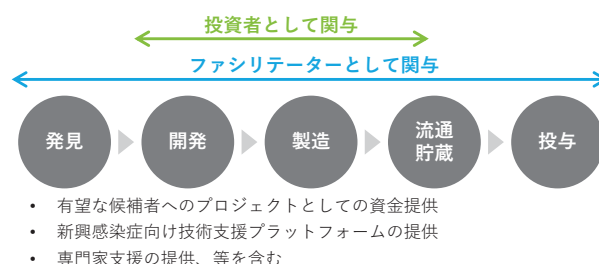 投資者として関与
ファシリテーターとして関与
発見
開発
製造
流通
貯蔵
投与
• 有望な候補者へのプロジェクトとしての資金提供
• 新興感染症向け技術支援プラットフォームの提供
• 専門家支援の提供、等を含む